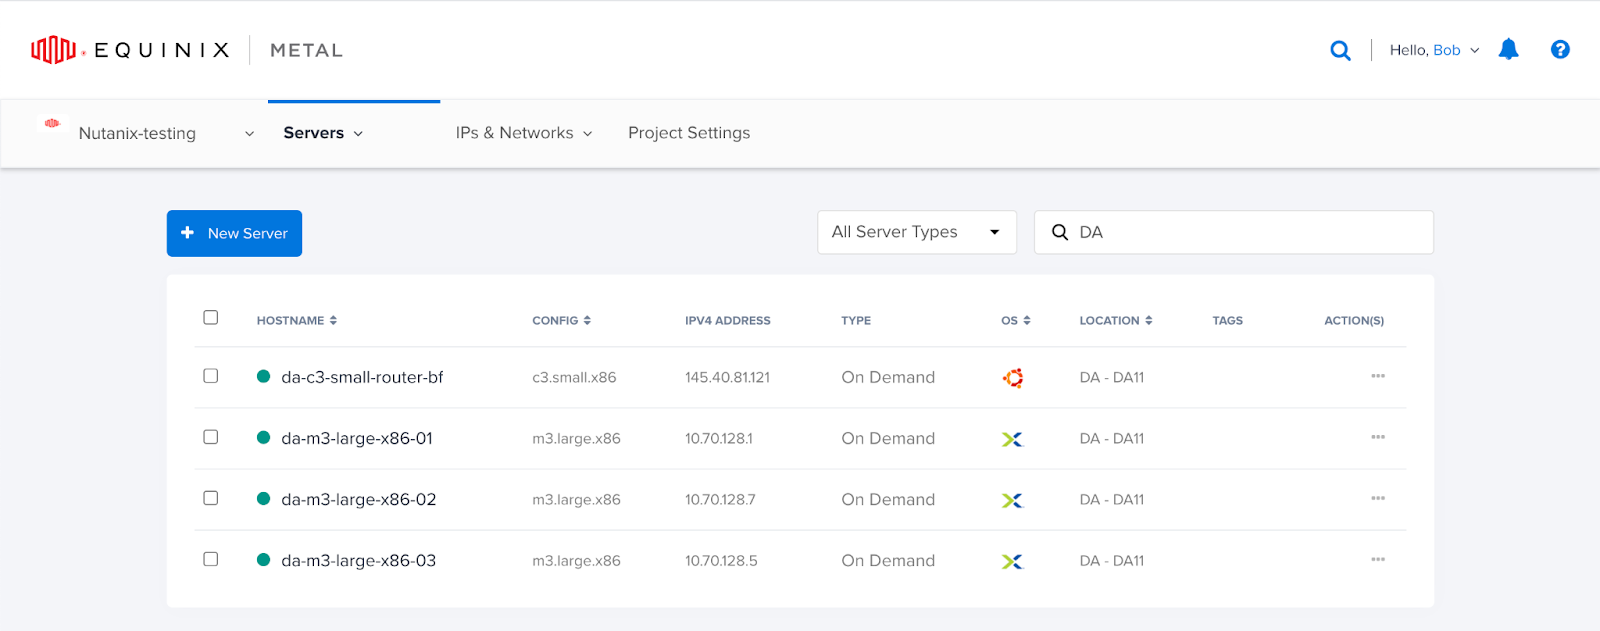 EQUINIX | METAL
Hello, Bob
Nutanix-testing Servers IPs & Networks Project Settings
+ New Server All Server Types DA
HOSTNAME CONFIG IPV4 ADDRESS TYPE OS LOCATION TAGS ACTION(S)
da-c3-small-router-bf c3.small.x86 145.40.81.121 On Demand DA - DA11
da-m3-large-x86-01 m3.large.x86 10.70.128.1 On Demand DA - DA11
da-m3-large-x86-02 m3.large.x86 10.70.128.7 On Demand DA - DA11
da-m3-large-x86-03 m3.large.x86 10.70.128.5 On Demand DA - DA11